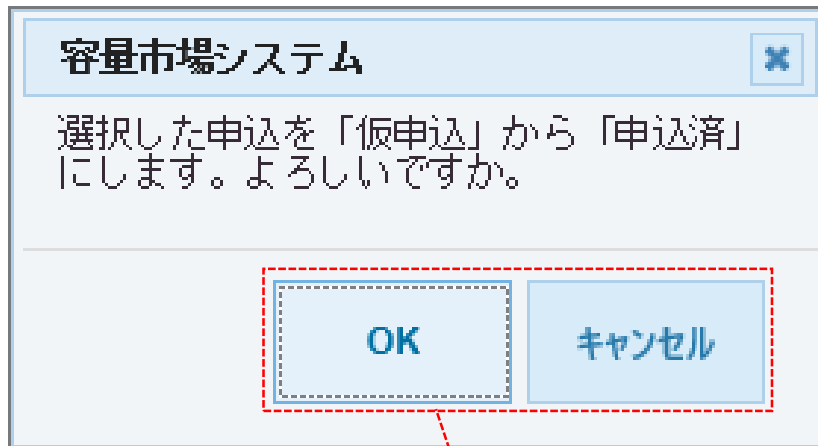 容量市場システム
選択した申込を「仮申込」から「申込済」
にします。よろしいですか。
OK
キャンセル